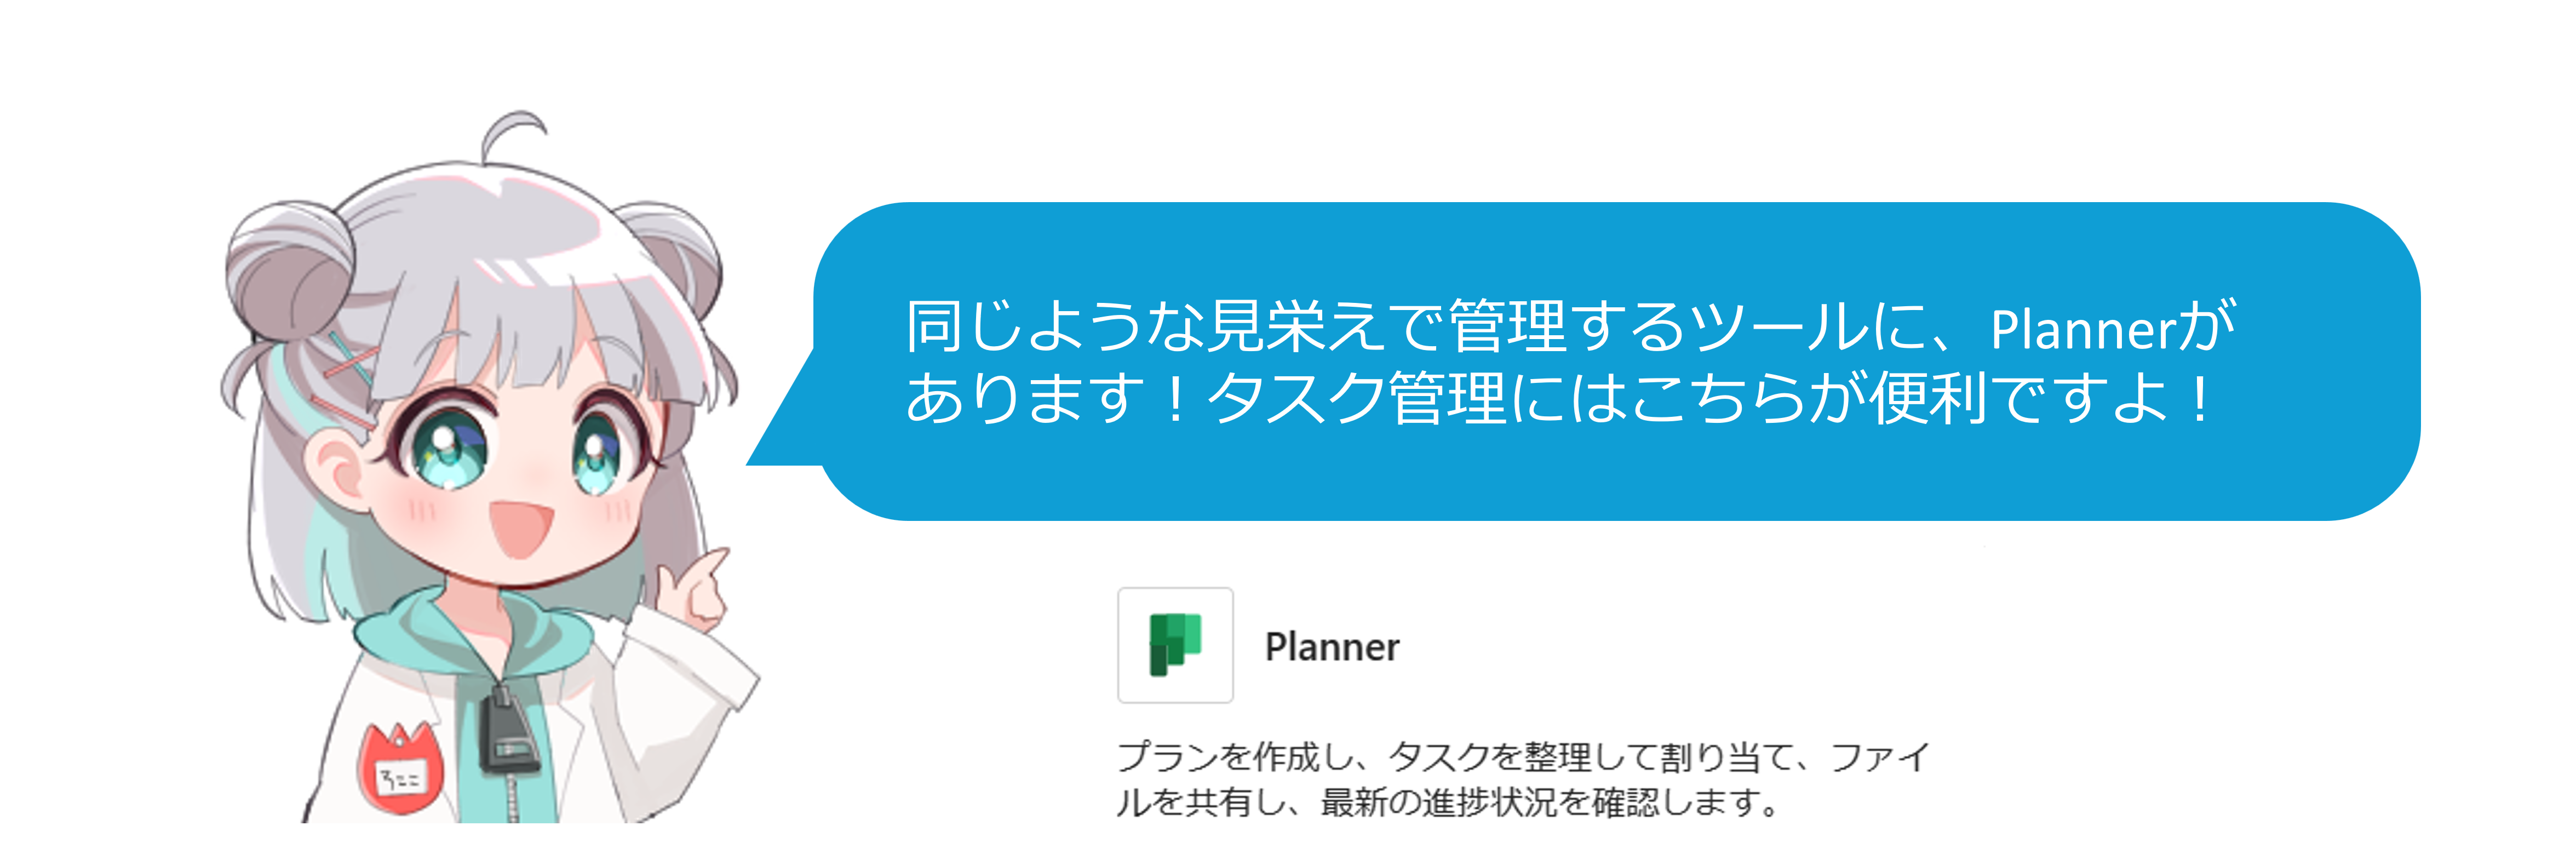 同じような見栄えで管理するツールに、Plannerが
あります！タスク管理にはこちらが便利ですよ！
Planner
プランを作成し、タスクを整理して割り当て、ファイ
ルを共有し、最新の進捗状況を確認します。
ろここ